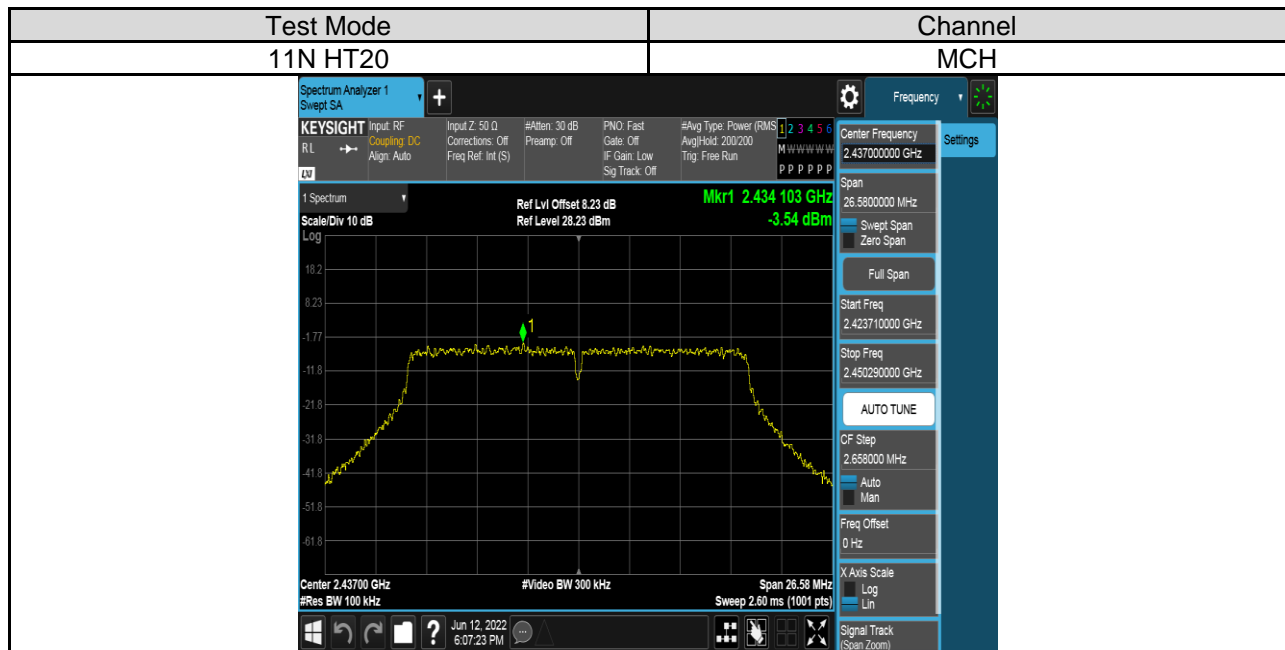 Test Mode Channel
11N HT20 MCH
Spectrum Analyzer 1
Swept SA
Frequency
KEYSIGHT
RL
LXI
Input: RF
Coupling: DC
Align: Auto
Input Z: 50 Ω
Corrections: Off
Freq Ref: Int (S)
#Atten: 30 dB
Preamp: Off
PNO: Fast
Gate: Off
IF Gain: Low
Sig Track: Off
#Avg Type: Power (RMS
Avg|Hold: 200/200
Trig: Free Run
1 2 3 4 5 6
M W W W W W
P P P P P P
Center Frequency
2.437000000 GHz
Settings
1 Spectrum
Scale/Div 10 dB
Ref Lvl Offset 8.23 dB
Ref Level 28.23 dBm
Mkr1 2.434 103 GHz
-3.54 dBm
Log
18.2
8.23
-1.77
-11.8
-21.8
-31.8
-41.8
-51.8
-61.8
1
Center 2.43700 GHz
#Res BW 100 kHz
#Video BW 300 kHz
Span 26.58 MHz
Sweep 2.60 ms (1001 pts)
Span
26.5800000 MHz
Swept Span
Zero Span
Full Span
Start Freq
2.423710000 GHz
Stop Freq
2.450290000 GHz
AUTO TUNE
CF Step
2.658000 MHz
Auto
Man
Freq Offset
0 Hz
X Axis Scale
Log
Lin
Signal Track
(Span Zoom)
?
Jun 12, 2022
6:07:23 PM